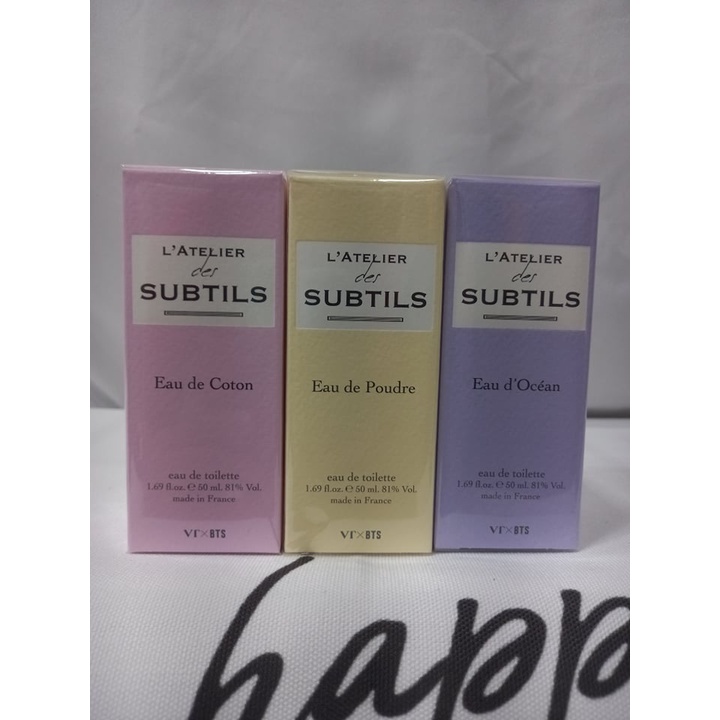 L'ATELIER
des
SUBTILS
Eau de Coton
eau de toilette
1.69 fl.oz. ℮ 50 ml. 81% Vol.
made in France
VT×BTS
L'ATELIER
des
SUBTILS
Eau de Poudre
eau de toilette
1.69 fl.oz. ℮ 50 ml. 81% Vol.
made in France
VT×BTS
L'ATELIER
des
SUBTILS
Eau d'Océan
eau de toilette
1.69 fl.oz. ℮ 50 ml. 81% Vol.
made in France
VT×BTS
happ